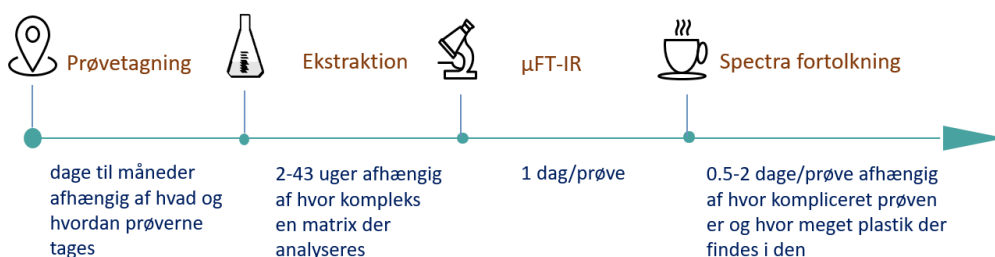 Prøvetagning
Ekstraktion
µFT-IR
Spectra fortolkning
dage til måneder
afhængig af hvad og
hvordan prøverne
tages
2-43 uger afhængig
af hvor kompleks
en matrix der
analyseres
1 dag/prøve
0.5-2 dage/prøve afhængig
af hvor kompliceret prøven
er og hvor meget plastik der
findes i den